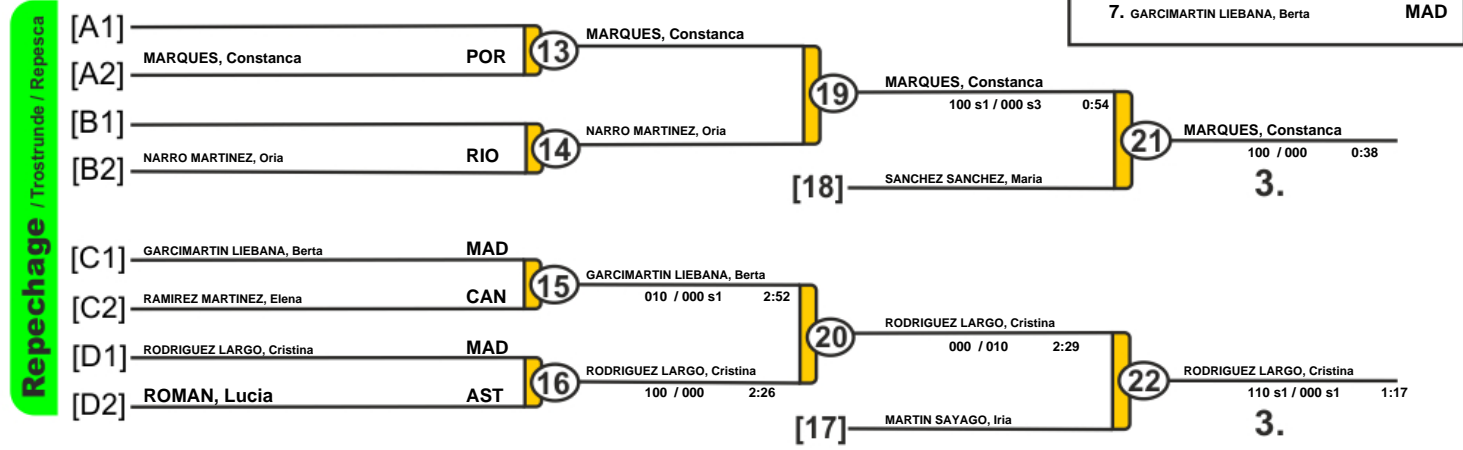 7. GARCIMARTIN LIEBANA, Berta MAD
Repechage / Trostrunde / Repesca
[A1]
[A2] MARQUES, Constanca POR
13
MARQUES, Constanca
[B1]
[B2] NARRO MARTINEZ, Oria RIO
14
NARRO MARTINEZ, Oria
19
MARQUES, Constanca
100 s1 / 000 s3 0:54
[18] SANCHEZ SANCHEZ, Maria
21
MARQUES, Constanca
100 / 000 0:38
3.
[C1] GARCIMARTIN LIEBANA, Berta MAD
[C2] RAMIREZ MARTINEZ, Elena CAN
15
GARCIMARTIN LIEBANA, Berta
010 / 000 s1 2:52
[D1] RODRIGUEZ LARGO, Cristina MAD
[D2] ROMAN, Lucia AST
16
RODRIGUEZ LARGO, Cristina
100 / 000 2:26
20
RODRIGUEZ LARGO, Cristina
000 / 010 2:29
[17] MARTIN SAYAGO, Iria
22
RODRIGUEZ LARGO, Cristina
110 s1 / 000 s1 1:17
3.